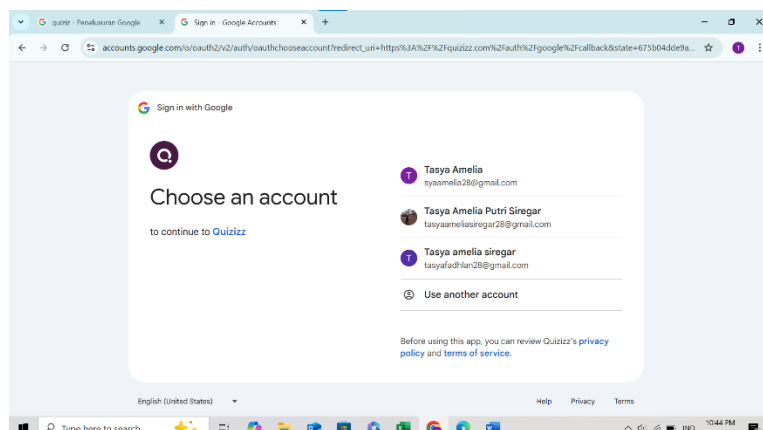 quiziz - Penelusuran Google
Sign in - Google Accounts
accounts.google.com/o/oauth2/v2/auth/oauthchooseaccount?redirect_uri=https%3A%2F%2Fquizizz.com%2Fauth%2Fgoogle%2Fcallback&state=675b04dde9a...
Sign in with Google
Choose an account
to continue to Quizizz
T
Tasya Amelia
syaamelia28@gmail.com
Tasya Amelia Putri Siregar
tasyaameliasiregar28@gmail.com
T
Tasya amelia siregar
tasyafadhlan28@gmail.com
Use another account
Before using this app, you can review Quizizz's privacy
policy and terms of service.
English (United States)
Help Privacy Terms
Type here to search
IND
10:44 PM